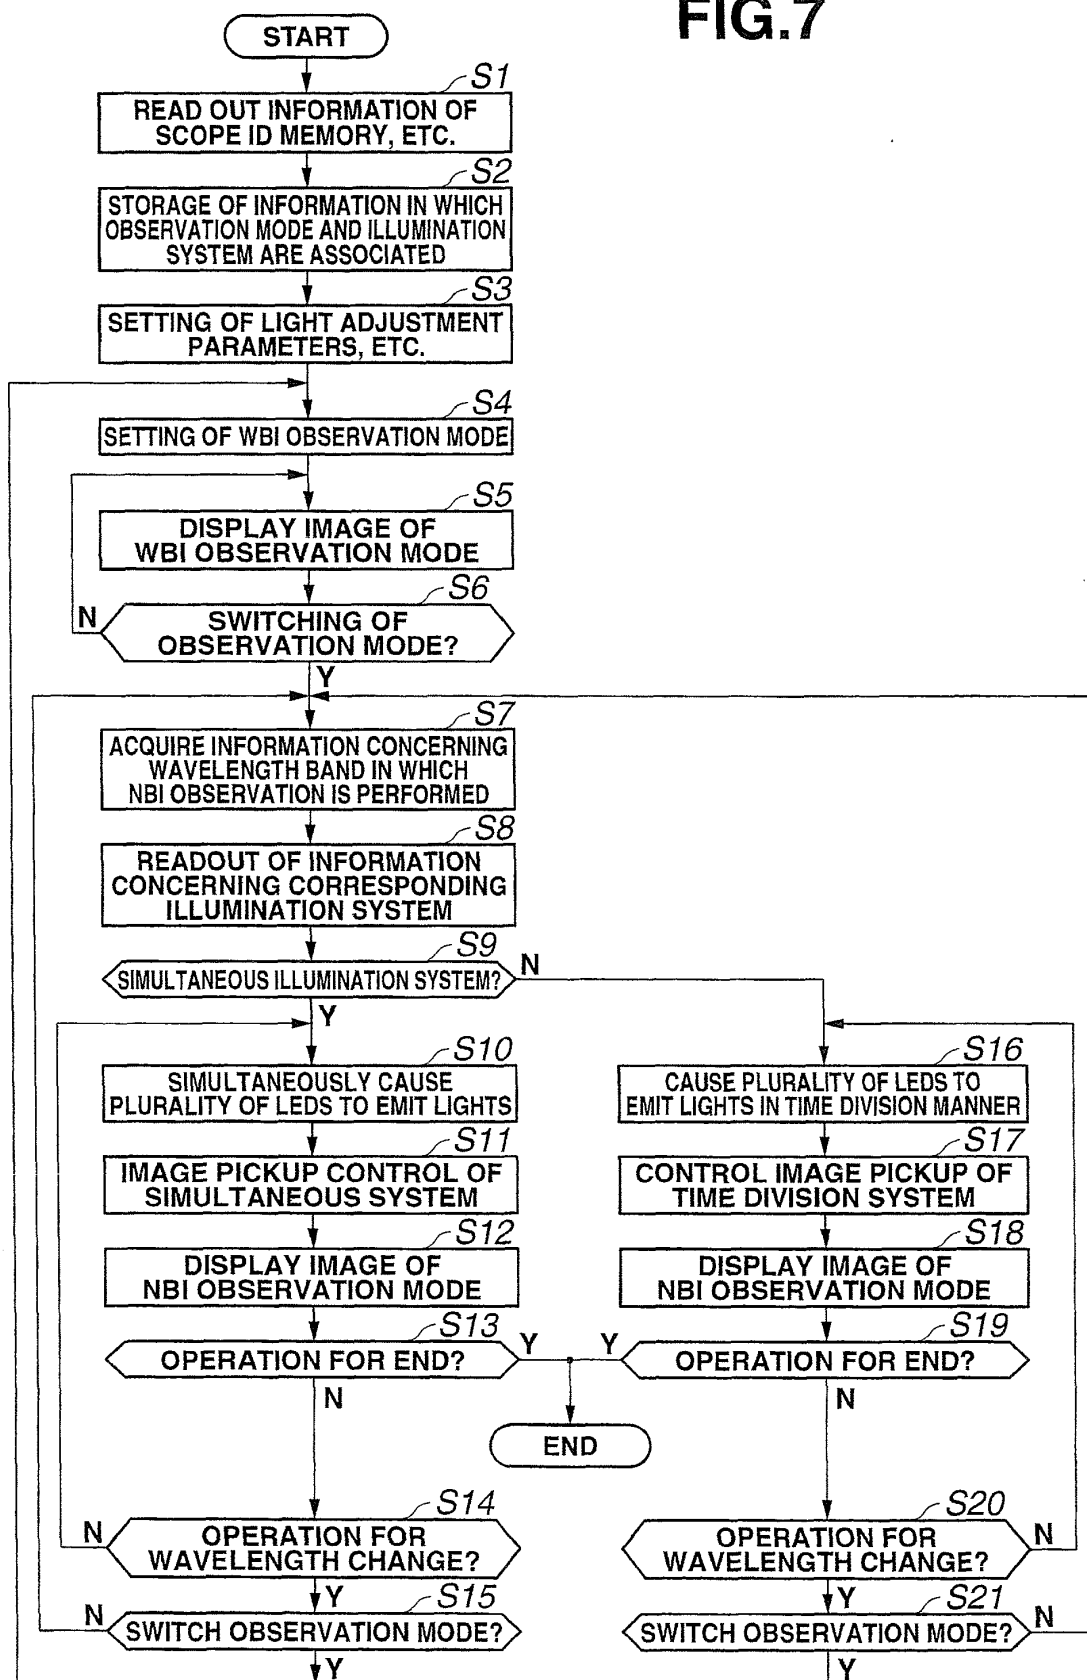 FIG.7
START
S1
READ OUT INFORMATION OF
SCOPE ID MEMORY, ETC.
S2
STORAGE OF INFORMATION IN WHICH
OBSERVATION MODE AND ILLUMINATION
SYSTEM ARE ASSOCIATED
S3
SETTING OF LIGHT ADJUSTMENT
PARAMETERS, ETC.
S4
SETTING OF WBI OBSERVATION MODE
S5
DISPLAY IMAGE OF
WBI OBSERVATION MODE
S6
N
SWITCHING OF
OBSERVATION MODE?
Y
S7
ACQUIRE INFORMATION CONCERNING
WAVELENGTH BAND IN WHICH
NBI OBSERVATION IS PERFORMED
S8
READOUT OF INFORMATION
CONCERNING CORRESPONDING
ILLUMINATION SYSTEM
S9
SIMULTANEOUS ILLUMINATION SYSTEM?
N
Y
S10
SIMULTANEOUSLY CAUSE
PLURALITY OF LEDS TO EMIT LIGHTS
S11
IMAGE PICKUP CONTROL OF
SIMULTANEOUS SYSTEM
S12
DISPLAY IMAGE OF
NBI OBSERVATION MODE
S13
OPERATION FOR END?
Y
N
S14
N
OPERATION FOR
WAVELENGTH CHANGE?
Y
S15
N
SWITCH OBSERVATION MODE?
Y
S16
CAUSE PLURALITY OF LEDS TO
EMIT LIGHTS IN TIME DIVISION MANNER
S17
CONTROL IMAGE PICKUP OF
TIME DIVISION SYSTEM
S18
DISPLAY IMAGE OF
NBI OBSERVATION MODE
S19
Y
OPERATION FOR END?
N
END
S20
OPERATION FOR
WAVELENGTH CHANGE?
N
Y
S21
SWITCH OBSERVATION MODE?
N
Y